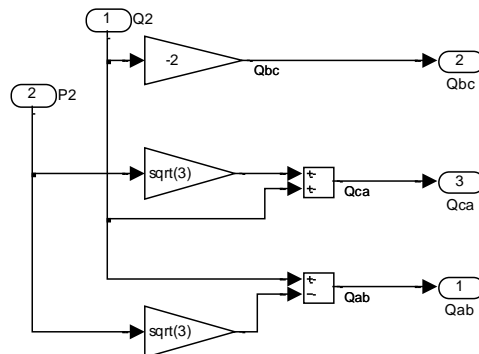 1 Q2
-2
Qbc
2
Qbc
2 P2
sqrt(3)
+
+
Qca
3
Qca
+
−
Qab
1
Qab
sqrt(3)